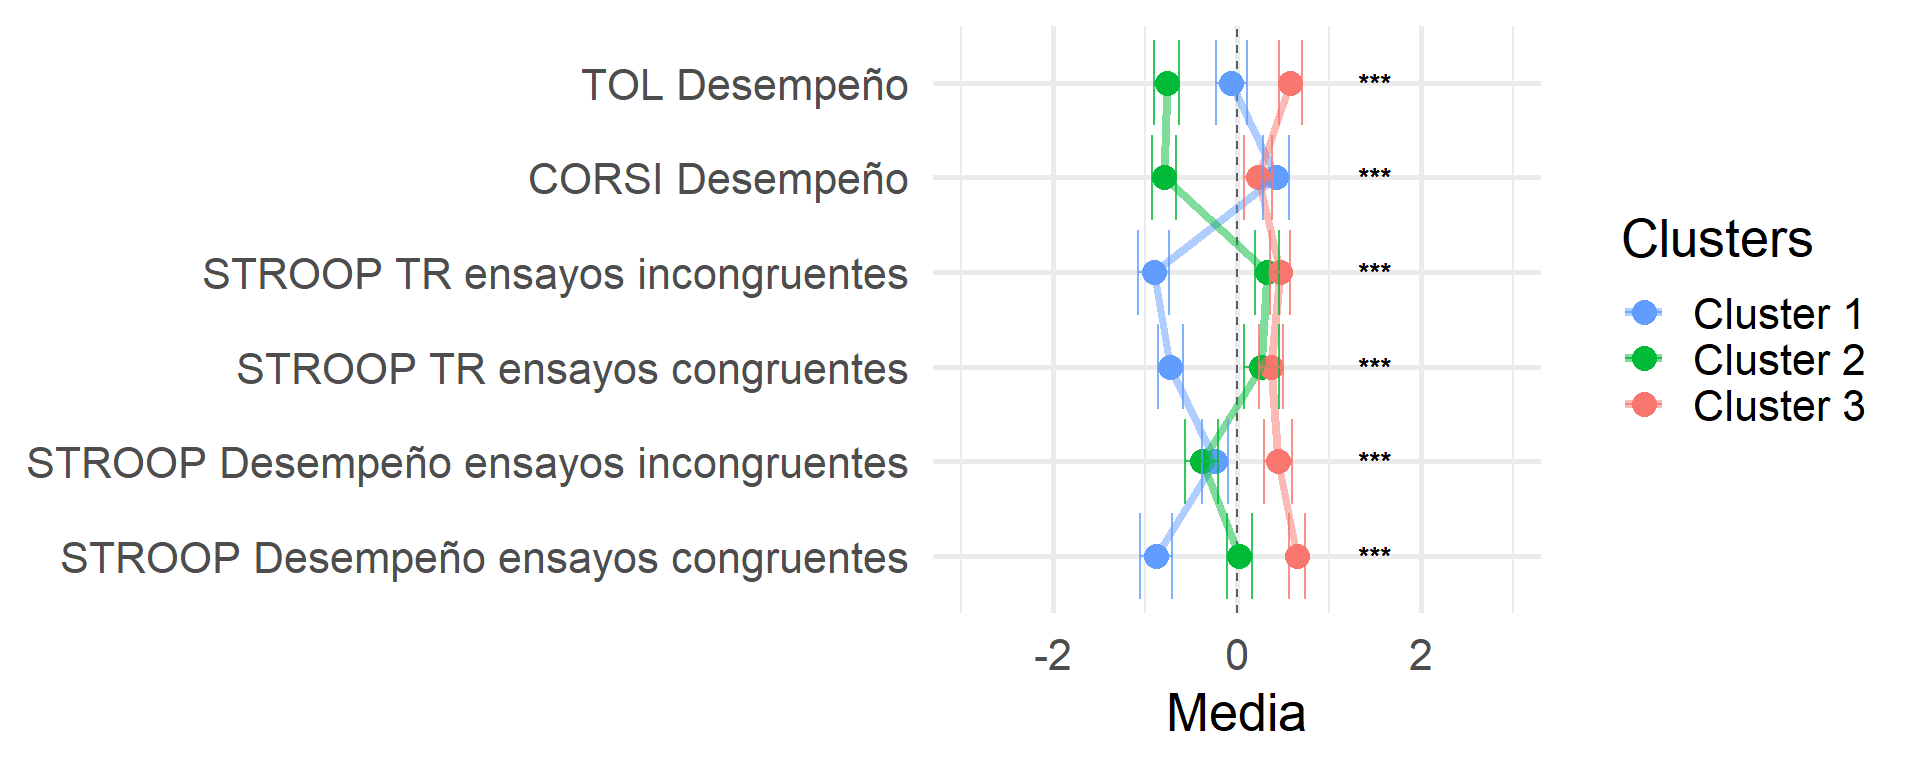 TOL Desempeño ***
CORSI Desempeño ***
STROOP TR ensayos incongruentes ***
STROOP TR ensayos congruentes ***
STROOP Desempeño ensayos incongruentes ***
STROOP Desempeño ensayos congruentes ***
-2 0 2
Media
Clusters
Cluster 1
Cluster 2
Cluster 3